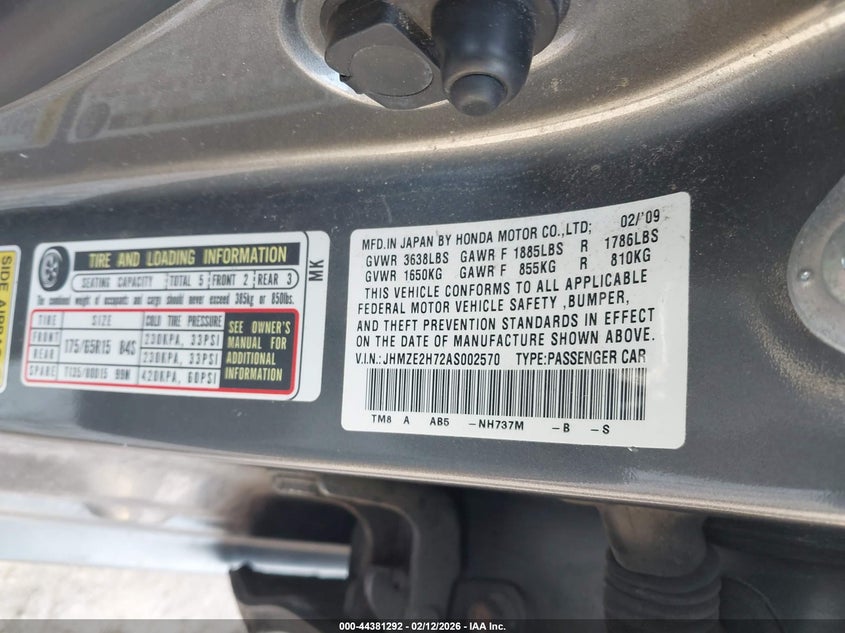 SIDE AIRBAG
TIRE AND LOADING INFORMATION
SEATING CAPACITY TOTAL 5 FRONT 2 REAR 3
The combined weight of occupants and cargo should never exceed 385kg or 850lbs.
TIRE SIZE COLD TIRE PRESSURE
FRONT 175/65R15 84S 230KPA, 33PSI
REAR 230KPA, 33PSI
SPARE T135/80D15 99M 420KPA, 60PSI
SEE OWNER'S
MANUAL FOR
ADDITIONAL
INFORMATION
MK
MFD.IN JAPAN BY HONDA MOTOR CO.,LTD; 02/'09
GVWR 3638LBS GAWR F 1885LBS R 1786LBS
GVWR 1650KG GAWR F 855KG R 810KG
THIS VEHICLE CONFORMS TO ALL APPLICABLE
FEDERAL MOTOR VEHICLE SAFETY ,BUMPER,
AND THEFT PREVENTION STANDARDS IN EFFECT
ON THE DATE OF MANUFACTURE SHOWN ABOVE.
V.I.N.: JHMZE2H72AS002570 TYPE:PASSENGER CAR
TM8 A AB5 -NH737M -B -S
000-44381292 - 02/12/2026 - IAA Inc.